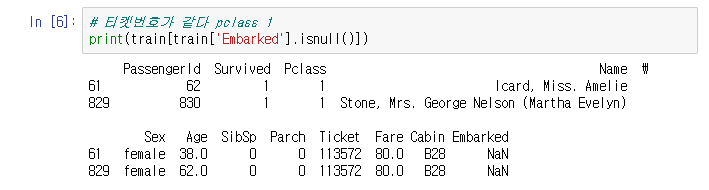 In [6]: # 티켓번호가 같다 pclass 1
print(train[train['Embarked'].isnull()])
PassengerId Survived Pclass Name ₩
61 62 1 1 Icard, Miss. Amelie
829 830 1 1 Stone, Mrs. George Nelson (Martha Evelyn)
Sex Age SibSp Parch Ticket Fare Cabin Embarked
61 female 38.0 0 0 113572 80.0 B28 NaN
829 female 62.0 0 0 113572 80.0 B28 NaN